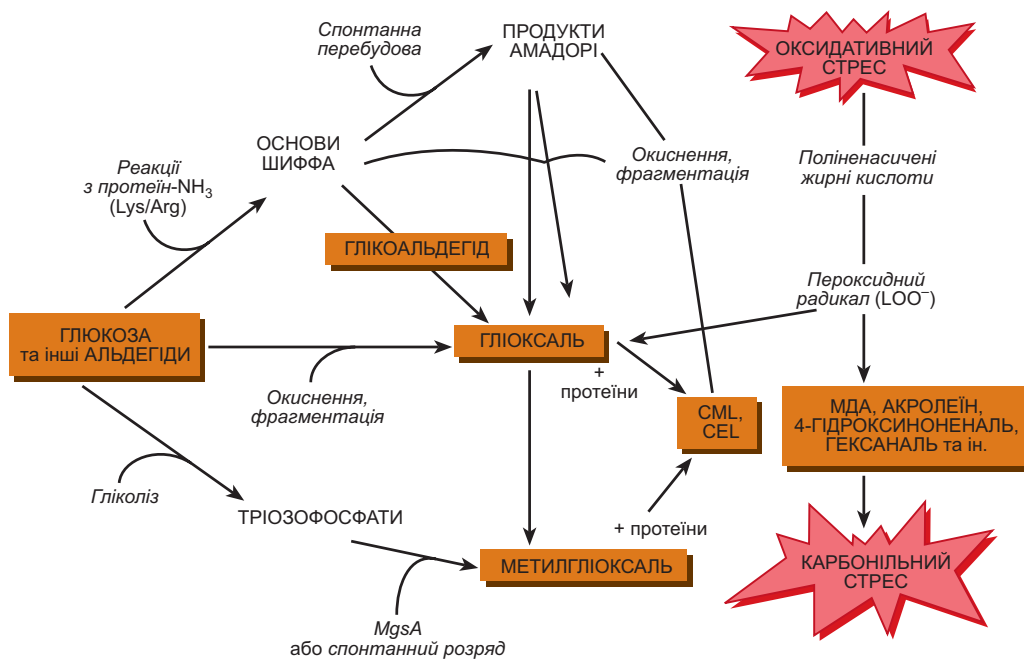 Спонтанна
перебудова
ПРОДУКТИ
АМАДОРІ
ОКСИДАТИВНИЙ
СТРЕС
ОСНОВИ
ШИФФА
Реакції
з протеїн-NH₃
(Lys/Arg)
Окиснення,
фрагментація
Поліненасичені
жирні кислоти
ГЛІКОАЛЬДЕГІД
Пероксидний
радикал (LOO⁻)
ГЛЮКОЗА
та інші АЛЬДЕГІДИ
ГЛІОКСАЛЬ
+
протеїни
Окиснення,
фрагментація
CML,
CEL
МДА, АКРОЛЕЇН,
4-ГІДРОКСИНОНЕНАЛЬ,
ГЕКСАНАЛЬ та ін.
Гліколіз
ТРІОЗОФОСФАТИ
+ протеїни
МЕТИЛГЛІОКСАЛЬ
КАРБОНІЛЬНИЙ
СТРЕС
MgsA
або спонтанний розряд